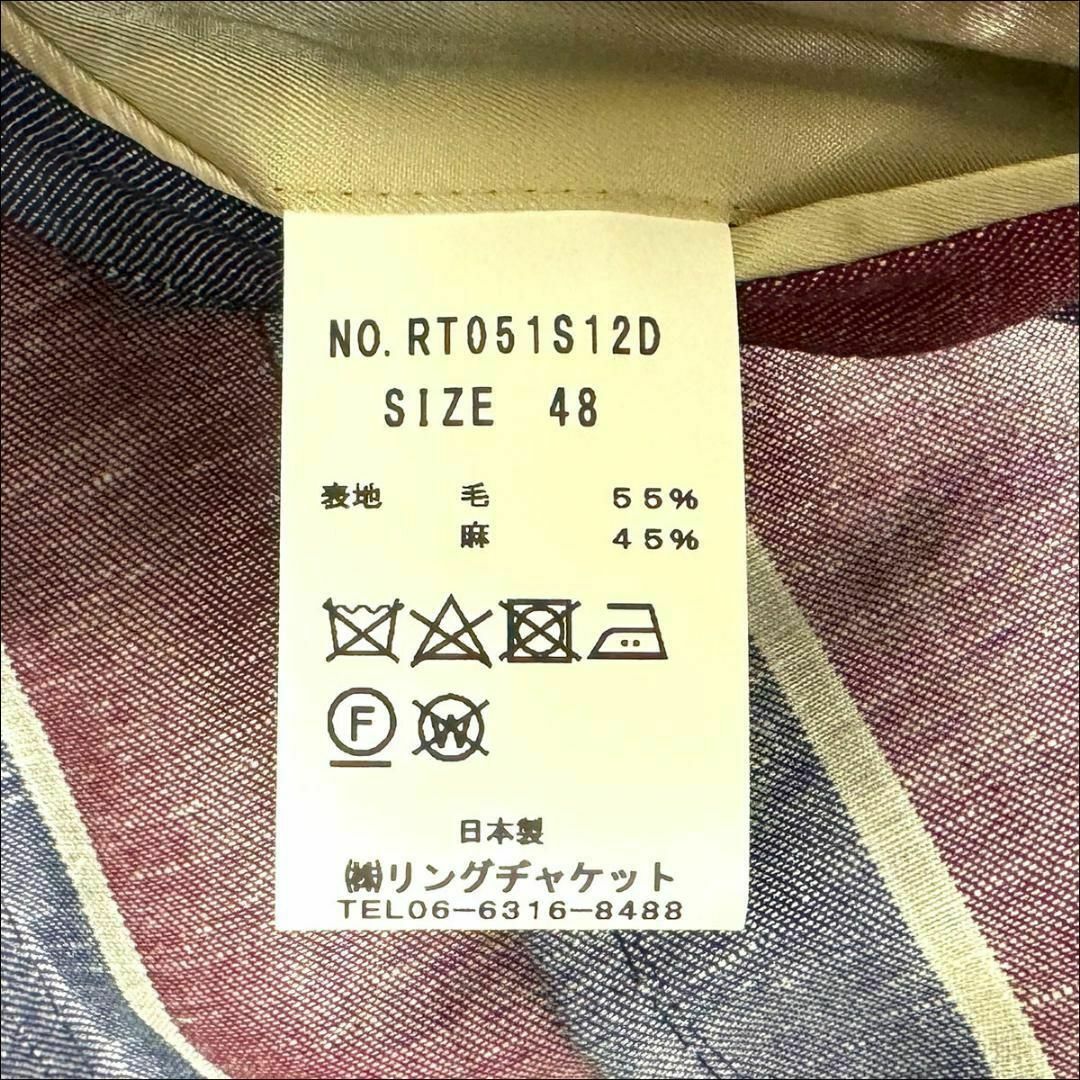 NO. RT051S12D
SIZE 48
表地 毛 55%
麻 45%
F W
日本製
㈱リングヂャケット
TEL06-6316-8488